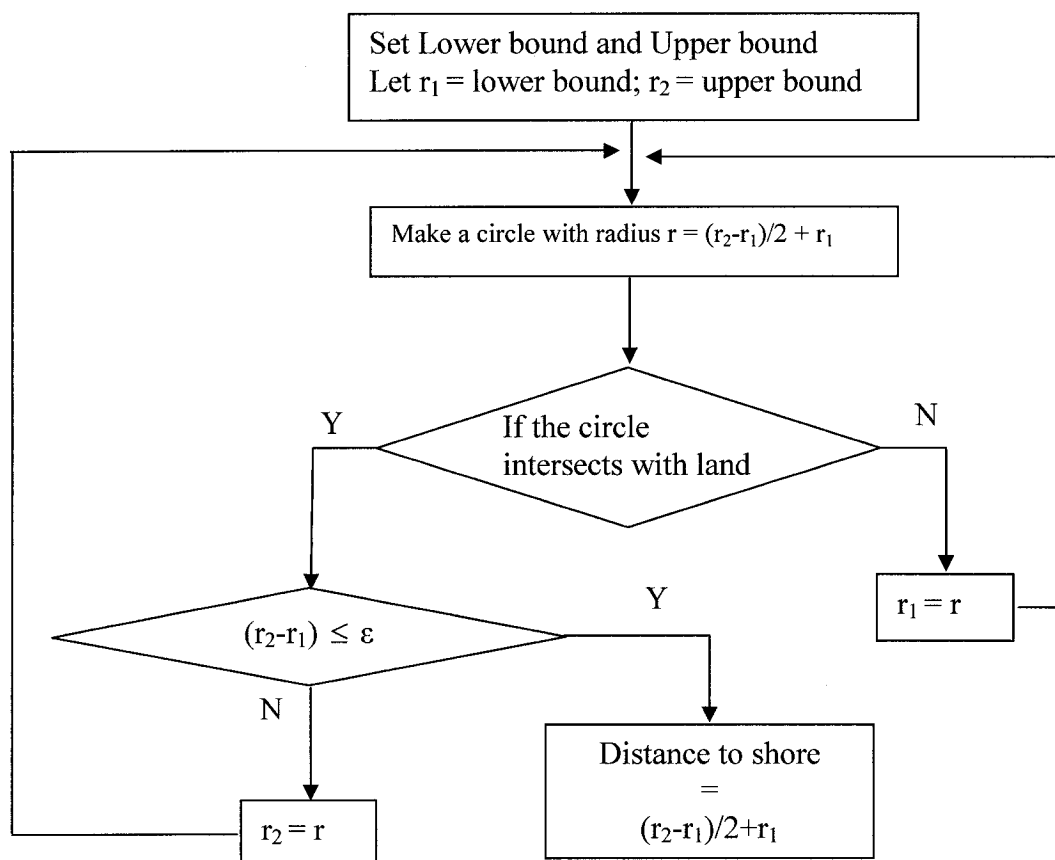 Set Lower bound and Upper bound
Let r₁ = lower bound; r₂ = upper bound
Make a circle with radius r = (r₂-r₁)/2 + r₁
If the circle
intersects with land
Y
N
(r₂-r₁) ≤ ε
Y
N
r₁ = r
Distance to shore
=
(r₂-r₁)/2+r₁
r₂ = r